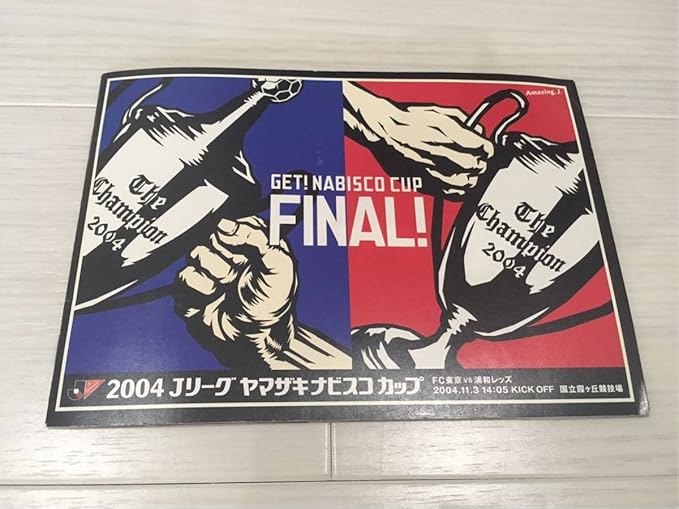 Amazing.J.
The
Champion
2004
GET! NABISCO CUP
FINAL!
The
Champion
2004
2004 Jリーグ ヤマザキナビスコ カップ
FC東京 vs 浦和レッズ
2004.11.3 14:05 KICK OFF 国立霞ヶ丘競技場